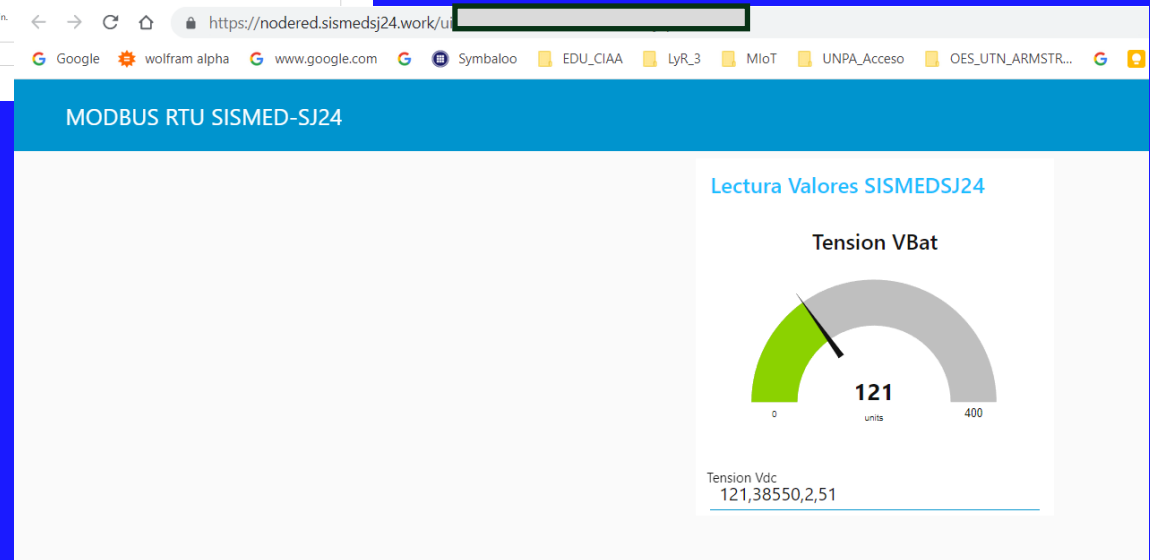 n.
https://nodered.sismedsj24.work/ui
Google wolfram alpha www.google.com Symbaloo EDU_CIAA LyR_3 MIoT UNPA_Acceso OES_UTN_ARMSTR...
MODBUS RTU SISMED-SJ24
Lectura Valores SISMEDSJ24
Tension VBat
121
0 units 400
Tension Vdc
121,38550,2,51